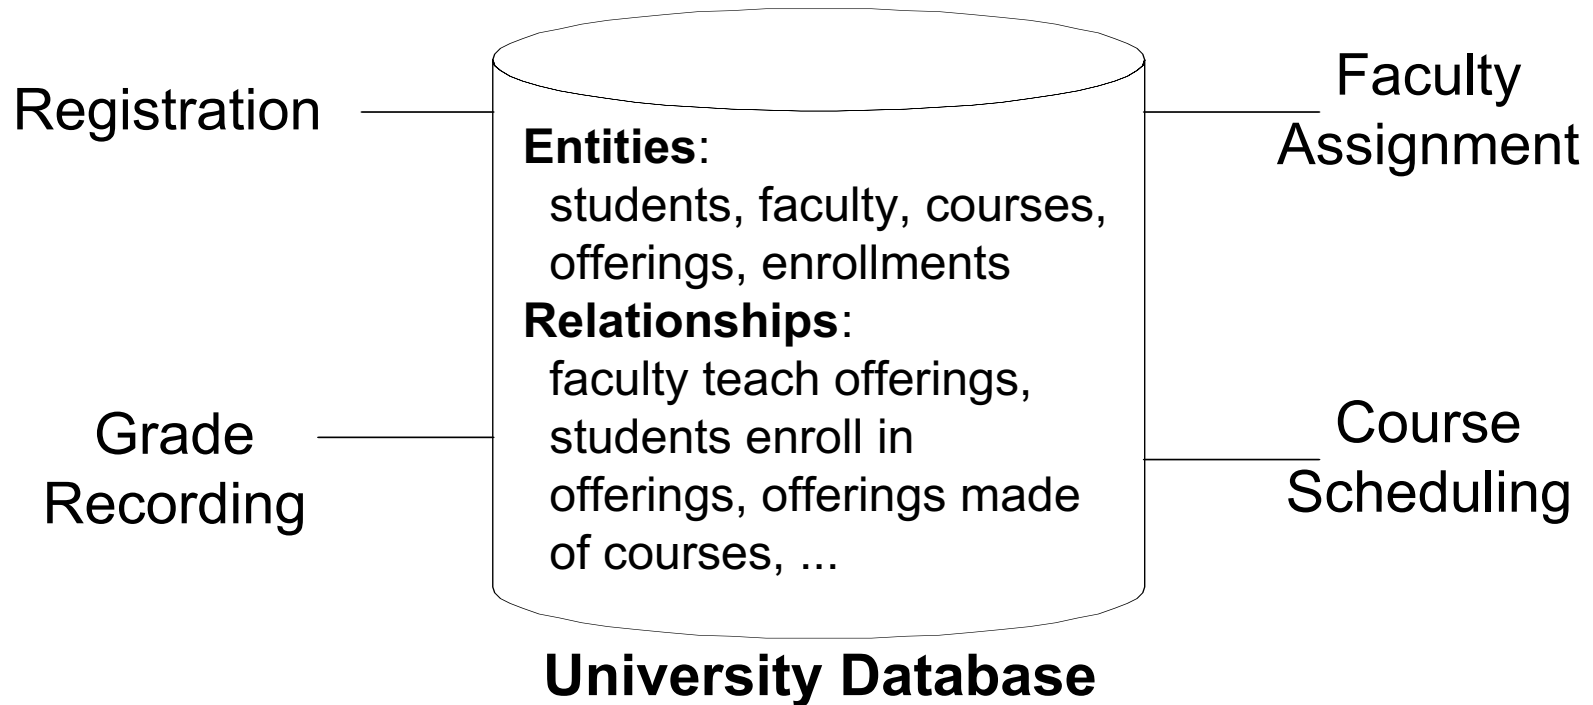 Registration
Grade
Recording
Entities:
students, faculty, courses,
offerings, enrollments
Relationships:
faculty teach offerings,
students enroll in
offerings, offerings made
of courses, ...
Faculty
Assignment
Course
Scheduling
University Database